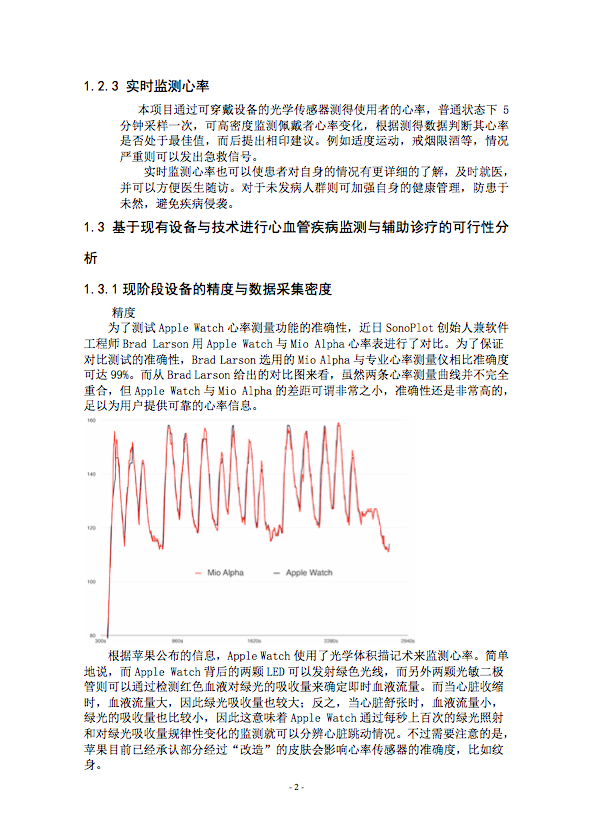 1.2.3 实时监测心率
本项目通过可穿戴设备的光学传感器测得使用者的心率，普通状态下 5
分钟采样一次，可高密度监测佩戴者心率变化，根据测得数据判断其心率
是否处于最佳值，而后提出相印建议。例如适度运动，戒烟限酒等，情况
严重则可以发出急救信号。
实时监测心率也可以使患者对自身的情况有更详细的了解，及时就医，
并可以方便医生随访。对于未发病人群则可加强自身的健康管理，防患于
未然，避免疾病侵袭。
1.3 基于现有设备与技术进行心血管疾病监测与辅助诊疗的可行性分
析
1.3.1 现阶段设备的精度与数据采集密度
精度
为了测试 Apple Watch 心率测量功能的准确性，近日 SonoPlot 创始人兼软件
工程师 Brad Larson 用 Apple Watch 与 Mio Alpha 心率表进行了对比。为了保证
对比测试的准确性，Brad Larson 选用的 Mio Alpha 与专业心率测量仪相比准确度
可达 99%。而从 Brad Larson 给出的对比图来看，虽然两条心率测量曲线并不完全
重合，但 Apple Watch 与 Mio Alpha 的差距可谓非常之小，准确性还是非常高的，
足以为用户提供可靠的心率信息。
160
140
120
100
80
Mio Alpha
Apple Watch
300s
960s
1620s
2280s
2940s
根据苹果公布的信息，Apple Watch 使用了光学体积描记术来监测心率。简单
地说，而 Apple Watch 背后的两颗 LED 可以发射绿色光线，而另外两颗光敏二极
管则可以通过检测红色血液对绿光的吸收量来确定即时血液流量。而当心脏收缩
时，血液流量大，因此绿光吸收量也较大；反之，当心脏舒张时，血液流量小，
绿光的吸收量也比较小，因此这意味着 Apple Watch 通过每秒上百次的绿光照射
和对绿光吸收量规律性变化的监测就可以分辨心脏跳动情况。不过需要注意的是，
苹果目前已经承认部分经过“改造”的皮肤会影响心率传感器的准确度，比如纹
身。
- 2 -